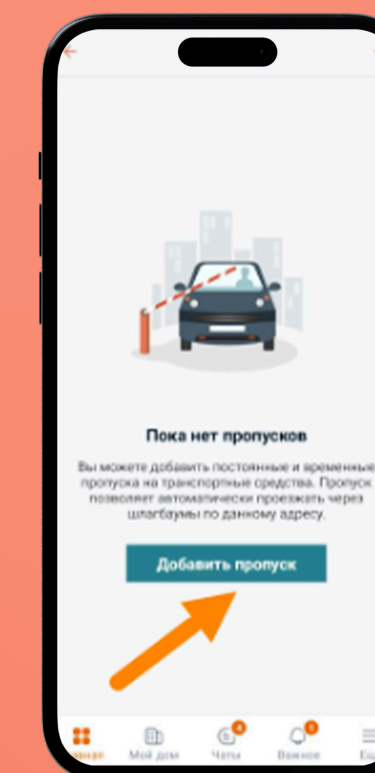 Пока нет пропусков
Вы можете добавить постоянные и временные
пропуска на транспортные средства. Пропуск
позволяет автоматически проезжать через
шлагбаумы по данному адресу.
Добавить пропуск
4
Мой дом
Чаты
Важное